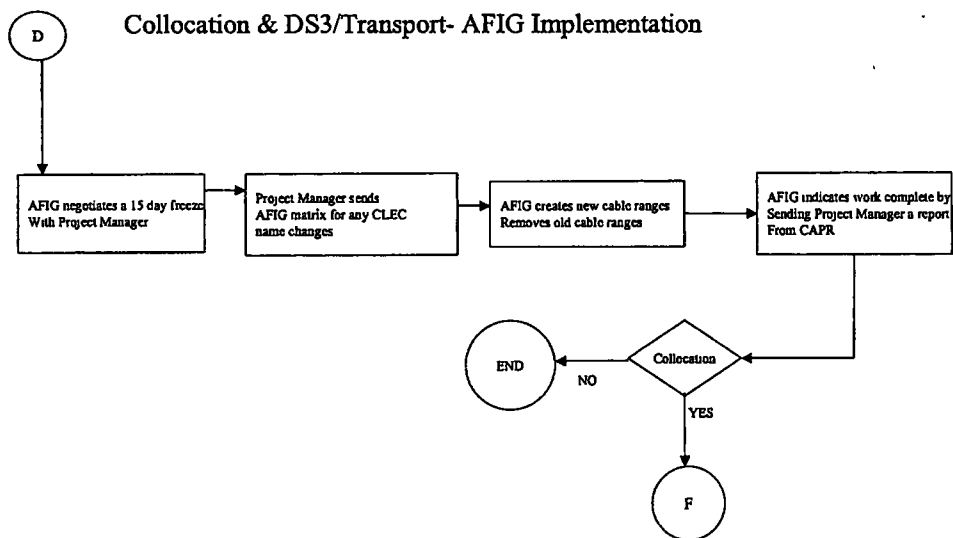 Collocation & DS3/Transport- AFIG Implementation
D
AFIG negotiates a 15 day freeze
With Project Manager
Project Manager sends
AFIG matrix for any CLEC
name changes
AFIG creates new cable ranges
Removes old cable ranges
AFIG indicates work complete by
Sending Project Manager a report
From CAPR
Collocation
END
NO
YES
F